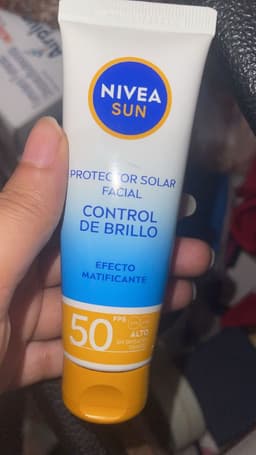 NIVEA
SUN
PROTECTOR SOLAR
FACIAL
CONTROL
DE BRILLO
EFECTO
MATIFICANTE
50 FPS
ALTO